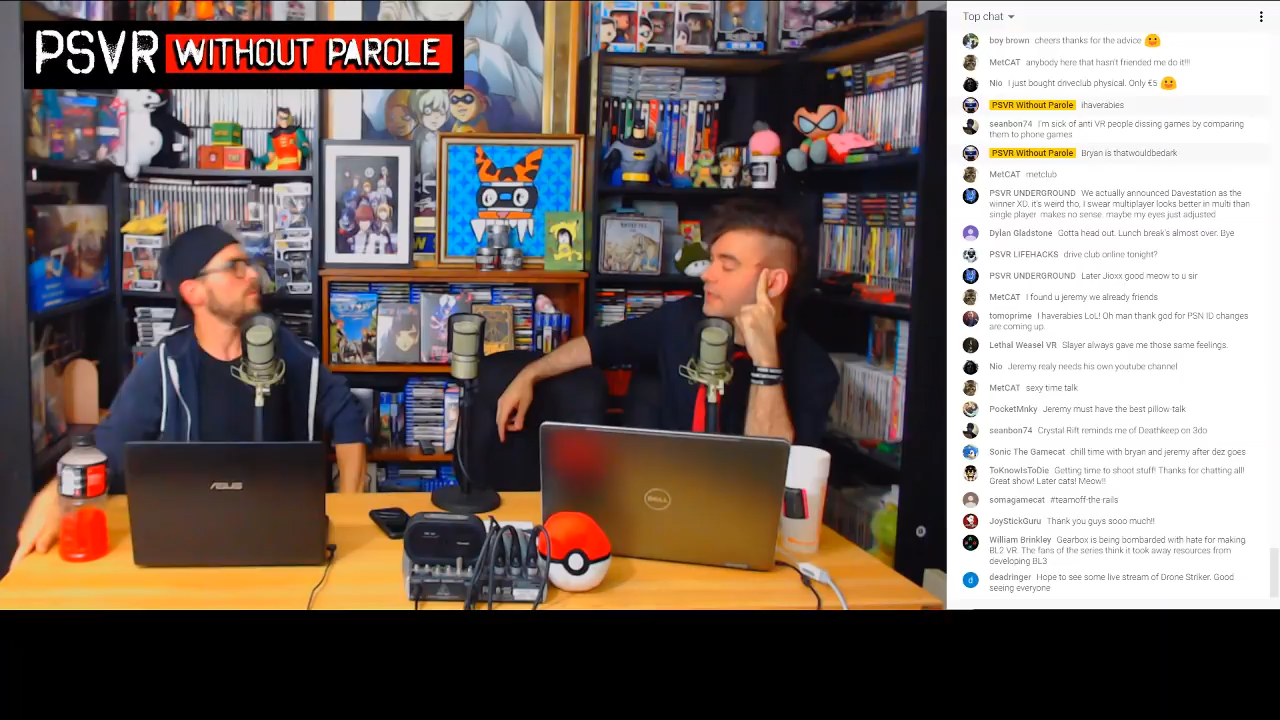 PSVR WITHOUT PAROLE
Top chat
boy brown cheers thanks for the advice
MetCAT anybody here that hasn't friended me do it!!!
Nio I just bought driveclub physical. Only €5
PSVR Without Parole ihaverabies
seanbon74 I'm sick of anti VR people dissing games by comparing
them to phone games
PSVR Without Parole Bryan is thatwouldbedark
MetCAT metclub
PSVR UNDERGROUND We actually announced Davestation as the
winner XD. it's weird tho, I swear multiplayer looks better than
single player makes no sense. maybe my eyes just adjusted
Dylan Gladstone Gotta head out. Lunch break's almost over. Bye
PSVR LIFEHACKS drive club online tonight?
PSVR UNDERGROUND Later Jioxx good meow to u sir
MetCAT I found u jeremy we already friends
tomoprime I haverabies LoL! Oh man thank god for PSN ID changes
are coming up.
Lethal Weasel VR Slayer always gave me those same feelings.
Nio Jeremy realy needs his own youtube channel
MetCAT sexy time talk
PocketMnky Jeremy must have the best pillow-talk
seanbon74 Crystal Rift reminds me of Deathkeep on 3do
Sonic The Gamecat chill time with bryan and jeremy after dez goes
ToKnowIsToDie Getting time to shoot stuff! Thanks for chatting all!
Great show! Later cats! Meow!!
somagamecat #teamoff-the rails
JoyStickGuru Thank you guys sooo much!!
William Brinkley Gearbox is being bombarded with hate for making
BL2 VR. The fans of the series think it took away resources from
developing BL3
d deadringer Hope to see some live stream of Drone Striker. Good
seeing everyone
ASUS
DELL